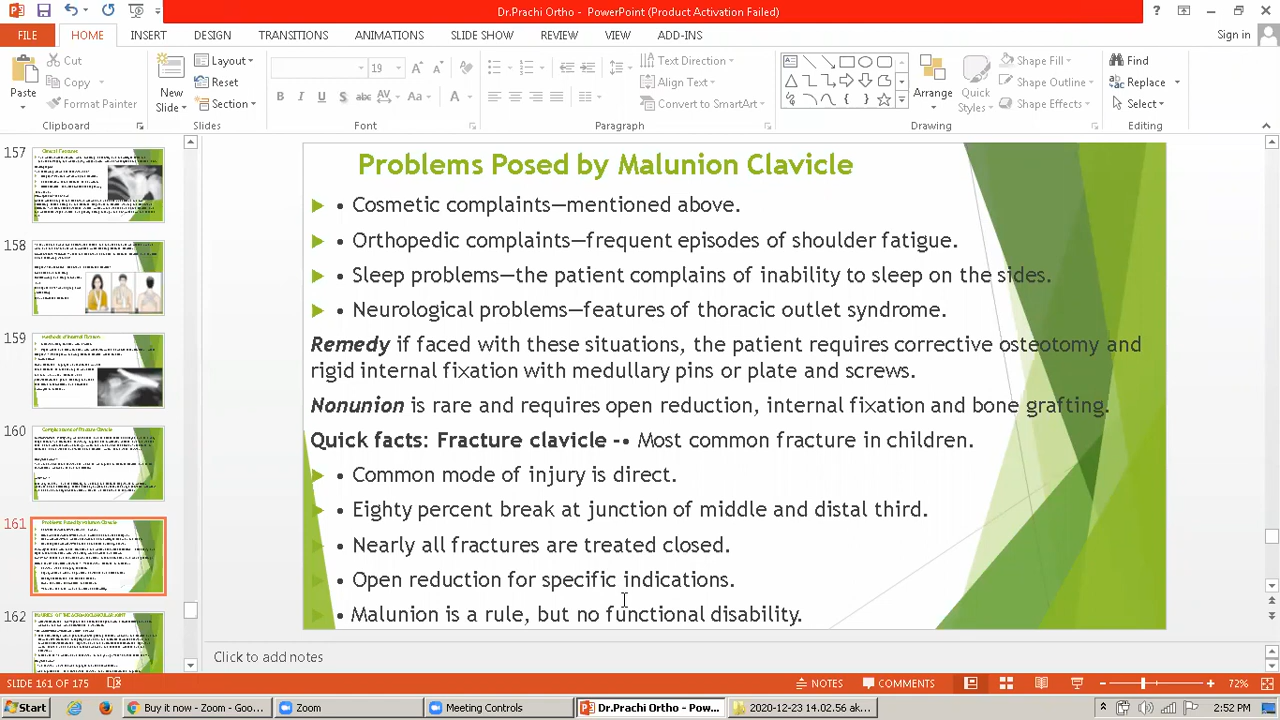 Dr.Prachi Ortho - PowerPoint (Product Activation Failed)
FILE HOME INSERT DESIGN TRANSITIONS ANIMATIONS SLIDE SHOW REVIEW VIEW ADD-INS Sign in
Cut Layout 19 Text Direction Shape Fill Find
Paste Copy New Slide Reset Align Text Arrange Quick Styles Shape Outline Replace
Format Painter Section Convert to SmartArt Shape Effects Select
Clipboard Slides Font Paragraph Drawing Editing
157
158
159
160
161
162
Problems Posed by Malunion Clavicle
• Cosmetic complaints—mentioned above.
• Orthopedic complaints—frequent episodes of shoulder fatigue.
• Sleep problems—the patient complains of inability to sleep on the sides.
• Neurological problems—features of thoracic outlet syndrome.
Remedy if faced with these situations, the patient requires corrective osteotomy and
rigid internal fixation with medullary pins or plate and screws.
Nonunion is rare and requires open reduction, internal fixation and bone grafting.
Quick facts: Fracture clavicle -• Most common fracture in children.
• Common mode of injury is direct.
• Eighty percent break at junction of middle and distal third.
• Nearly all fractures are treated closed.
• Open reduction for specific indications.
• Malunion is a rule, but no functional disability.
Click to add notes
SLIDE 161 OF 175 NOTES COMMENTS 72%
Start Buy it now - Zoom - Goo... Zoom Meeting Controls Dr.Prachi Ortho - Pow... 2020-12-23 14.02.56 ak... 2:52 PM